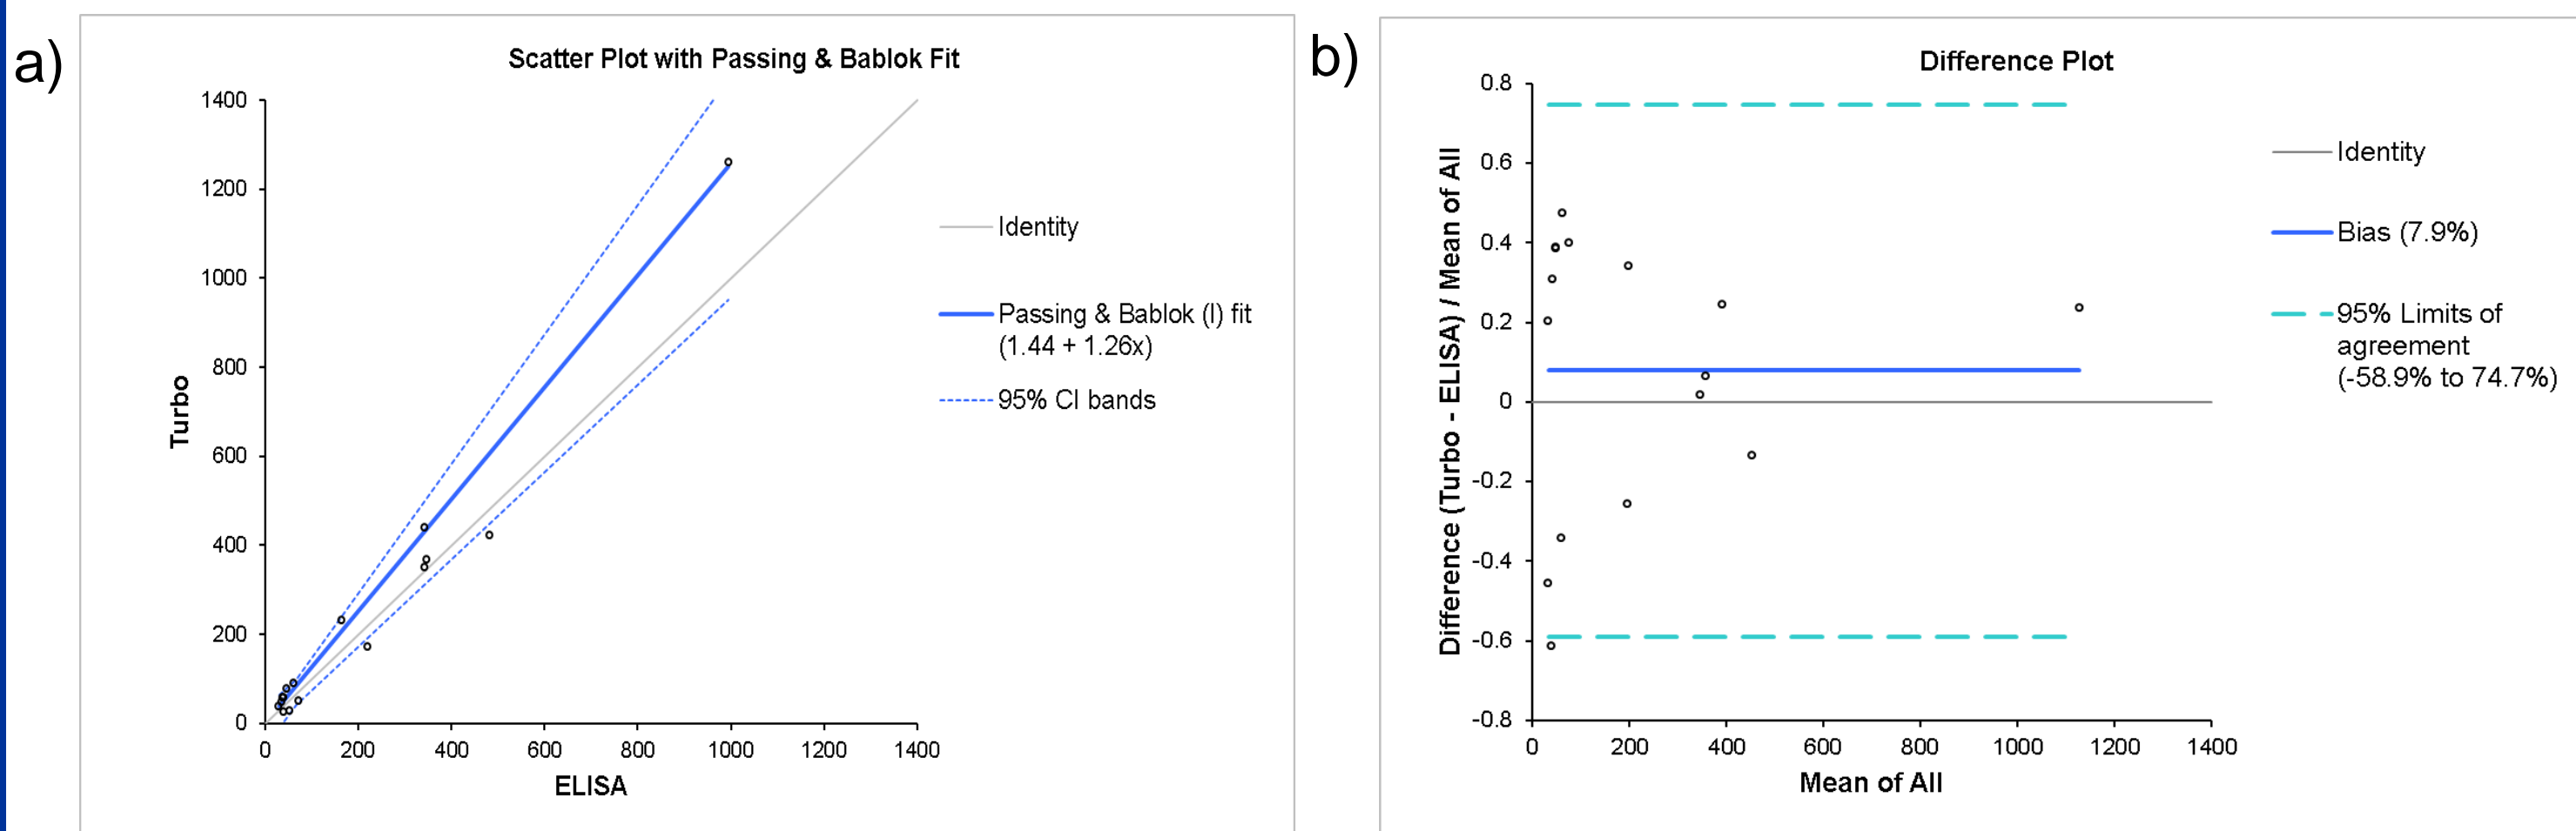 a)
Scatter Plot with Passing & Bablok Fit
1400
1200
1000
800
600
400
200
0
Turbo
0 200 400 600 800 1000 1200 1400
ELISA
Identity
Passing & Bablok (I) fit
(1.44 + 1.26x)
95% CI bands
b)
Difference Plot
0.8
0.6
0.4
0.2
0
-0.2
-0.4
-0.6
-0.8
Difference (Turbo - ELISA) / Mean of All
0 200 400 600 800 1000 1200 1400
Mean of All
Identity
Bias (7.9%)
95% Limits of
agreement
(-58.9% to 74.7%)